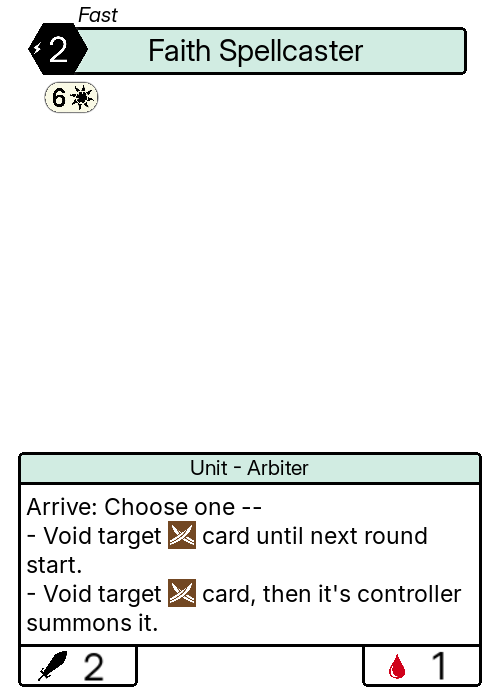 Fast
2 Faith Spellcaster
6
Unit - Arbiter
Arrive: Choose one --
- Void target card until next round
start.
- Void target card, then it's controller
summons it.
2 1